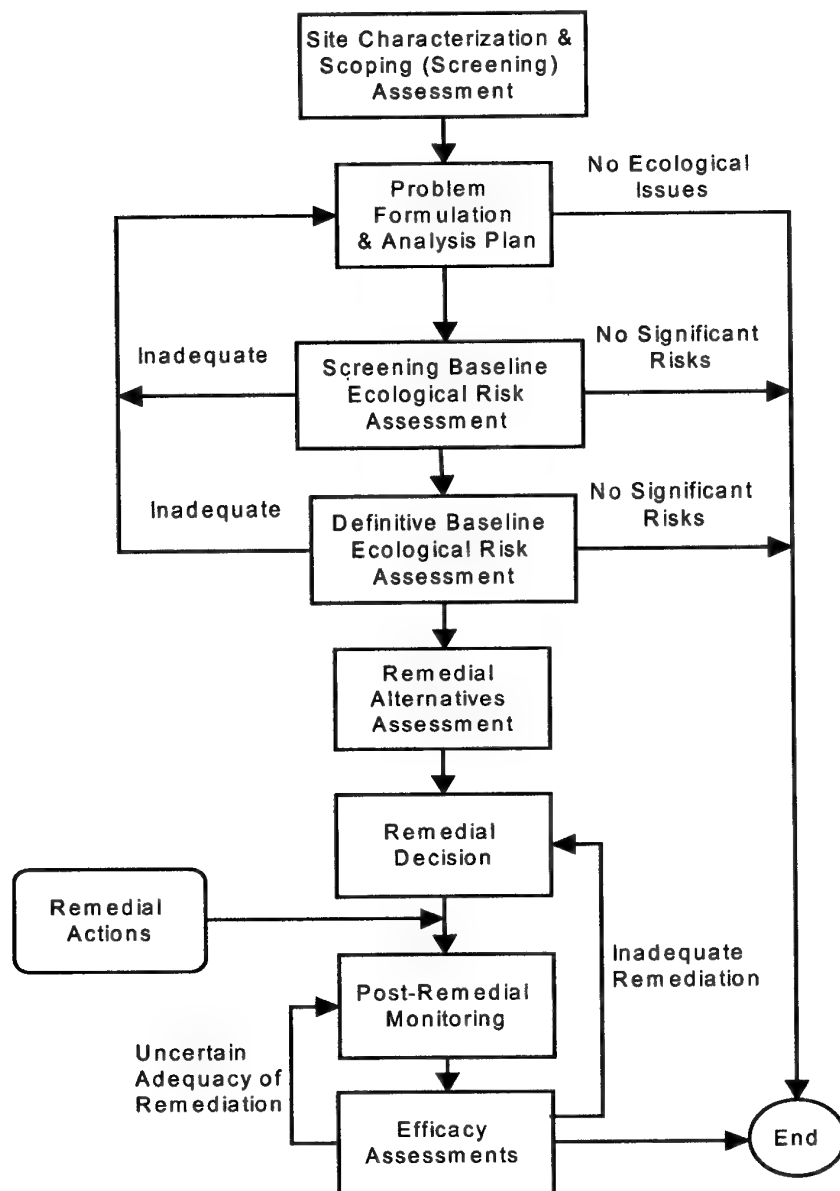 Site Characterization &
Scoping (Screening)
Assessment
Problem
Formulation
& Analysis Plan
No Ecological
Issues
Inadequate
Screening Baseline
Ecological Risk
Assessment
No Significant
Risks
Inadequate
Definitive Baseline
Ecological Risk
Assessment
No Significant
Risks
Remedial
Alternatives
Assessment
Remedial
Decision
Remedial
Actions
Inadequate
Remediation
Post-Remedial
Monitoring
Uncertain
Adequacy of
Remediation
Efficacy
Assessments
End